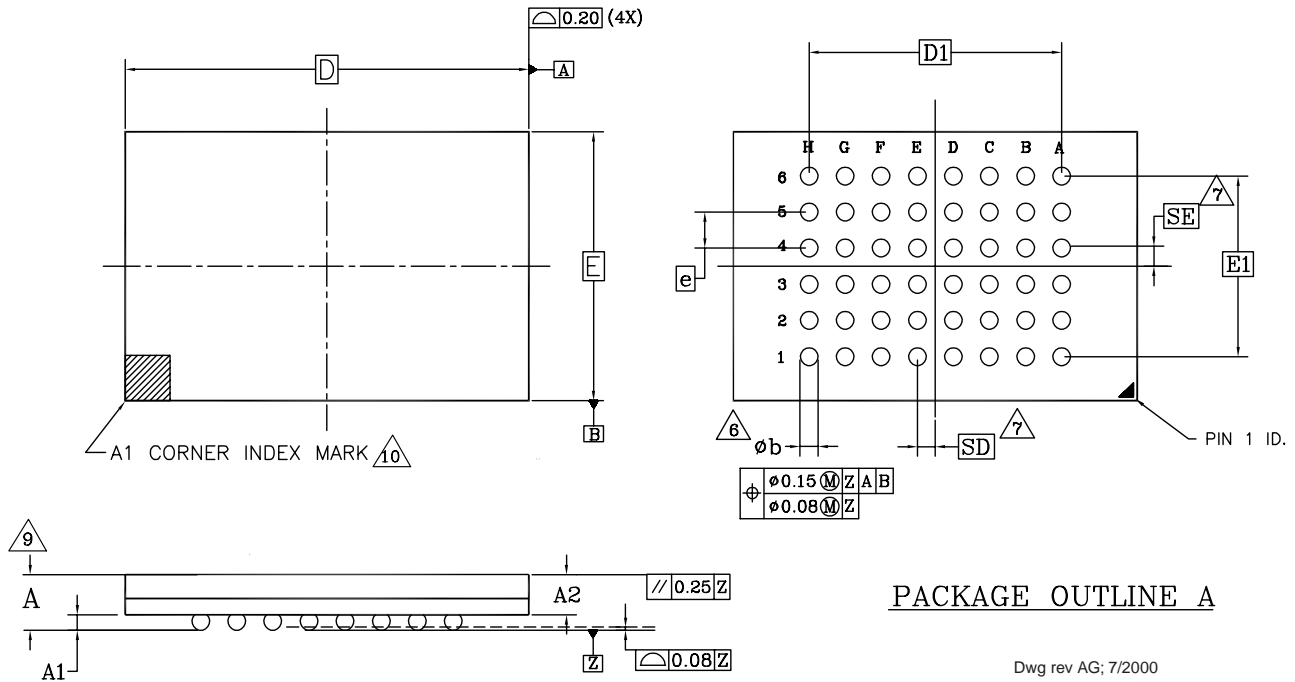 ⌓ 0.20 (4X)
D
A
E
B
A1 CORNER INDEX MARK 10
D1
H G F E D C B A
6
5
4
3
2
1
e
SE
7
E1
6
øb
SD
7
PIN 1 ID.
⌖ ø0.15 Ⓜ Z A B
ø0.08 Ⓜ Z
9
A
A1
A2
// 0.25 Z
Z
⌓ 0.08 Z
PACKAGE OUTLINE A
Dwg rev AG; 7/2000